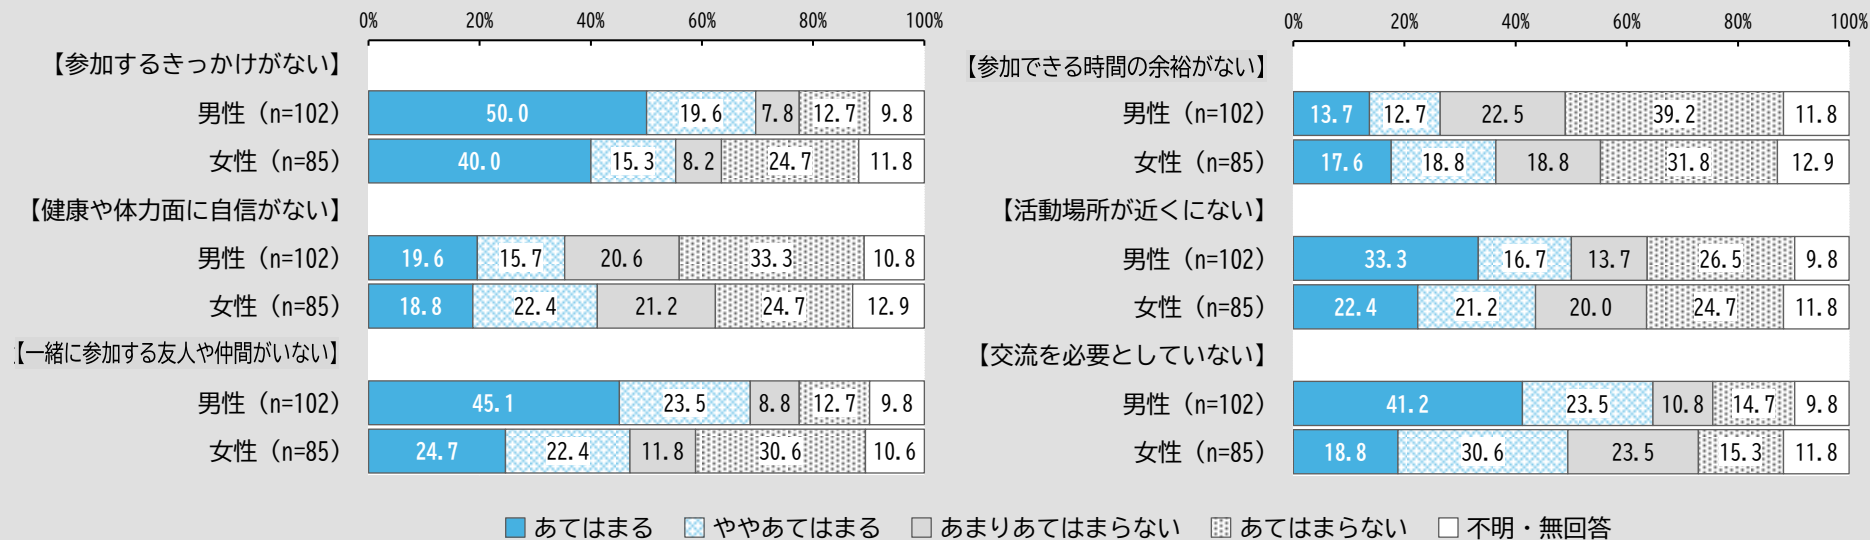 0% 20% 40% 60% 80% 100%
【参加するきっかけがない】
男性（n=102） 50.0 19.6 7.8 12.7 9.8
女性（n=85） 40.0 15.3 8.2 24.7 11.8
【健康や体力面に自信がない】
男性（n=102） 19.6 15.7 20.6 33.3 10.8
女性（n=85） 18.8 22.4 21.2 24.7 12.9
【一緒に参加する友人や仲間がいない】
男性（n=102） 45.1 23.5 8.8 12.7 9.8
女性（n=85） 24.7 22.4 11.8 30.6 10.6
0% 20% 40% 60% 80% 100%
【参加できる時間の余裕がない】
男性（n=102） 13.7 12.7 22.5 39.2 11.8
女性（n=85） 17.6 18.8 18.8 31.8 12.9
【活動場所が近くにない】
男性（n=102） 33.3 16.7 13.7 26.5 9.8
女性（n=85） 22.4 21.2 20.0 24.7 11.8
【交流を必要としていない】
男性（n=102） 41.2 23.5 10.8 14.7 9.8
女性（n=85） 18.8 30.6 23.5 15.3 11.8
あてはまる ややあてはまる あまりあてはまらない あてはまらない 不明・無回答